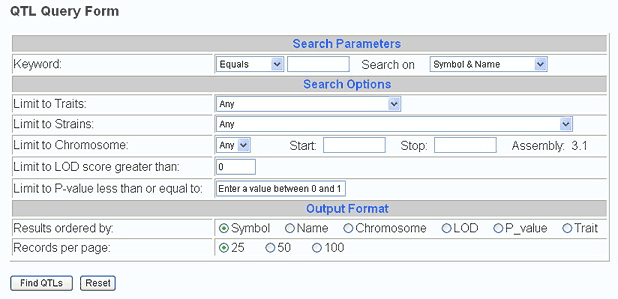 QTL Query Form
Search Parameters
Keyword: Equals Search on Symbol & Name
Search Options
Limit to Traits: Any
Limit to Strains: Any
Limit to Chromosome: Any Start: Stop: Assembly: 3.1
Limit to LOD score greater than: 0
Limit to P-value less than or equal to: Enter a value between 0 and 1
Output Format
Results ordered by: Symbol Name Chromosome LOD P_value Trait
Records per page: 25 50 100
Find QTLs Reset